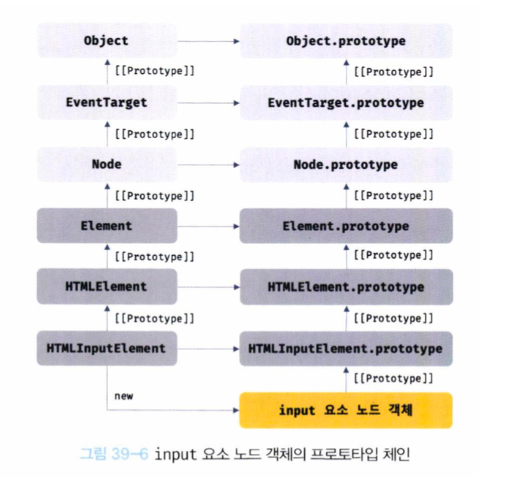 Object Object.prototype
[[Prototype]] [[Prototype]]
EventTarget EventTarget.prototype
[[Prototype]] [[Prototype]]
Node Node.prototype
[[Prototype]] [[Prototype]]
Element Element.prototype
[[Prototype]] [[Prototype]]
HTMLElement HTMLElement.prototype
[[Prototype]] [[Prototype]]
HTMLInputElement HTMLInputElement.prototype
[[Prototype]]
new
input 요소 노드 객체
그림 39-6 input 요소 노드 객체의 프로토타입 체인